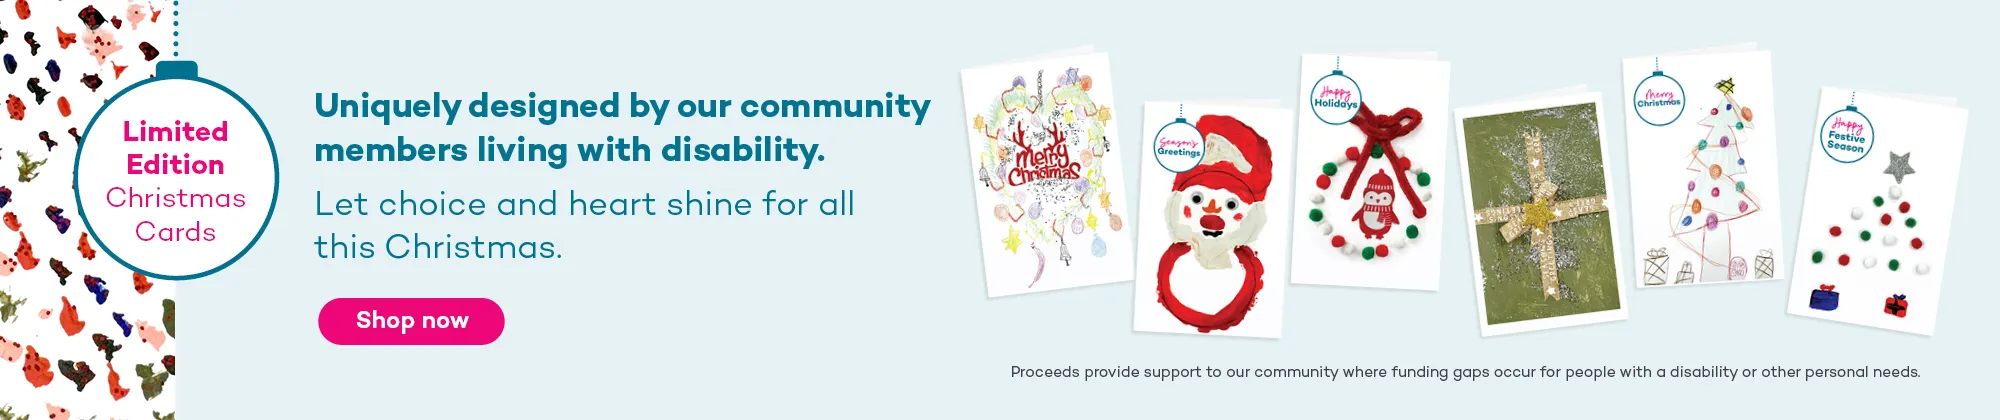 Limited
Edition
Christmas
Cards
Uniquely designed by our community
members living with disability.
Let choice and heart shine for all
this Christmas.
Shop now
Merry
Christmas
Season's
Greetings
Happy
Holidays
Merry
Christmas
Happy
Festive
Season
Proceeds provide support to our community where funding gaps occur for people with a disability or other personal needs.